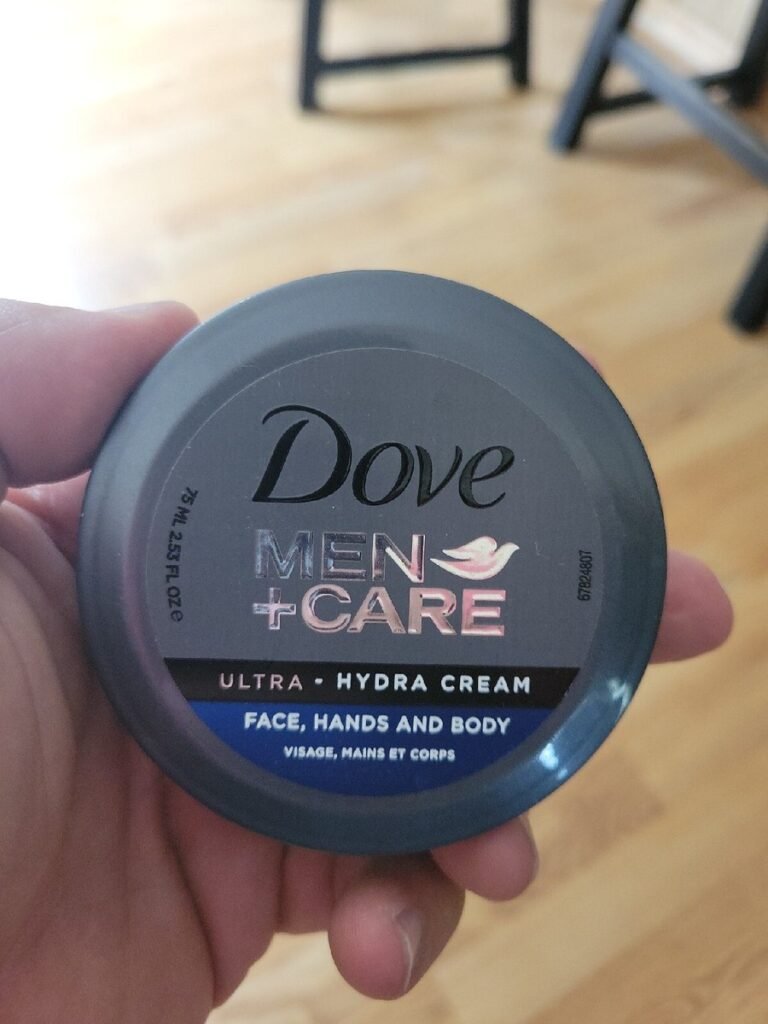 Dove
MEN
+CARE
75 ML 2.53 FL OZ e
67824807
ULTRA - HYDRA CREAM
FACE, HANDS AND BODY
VISAGE, MAINS ET CORPS